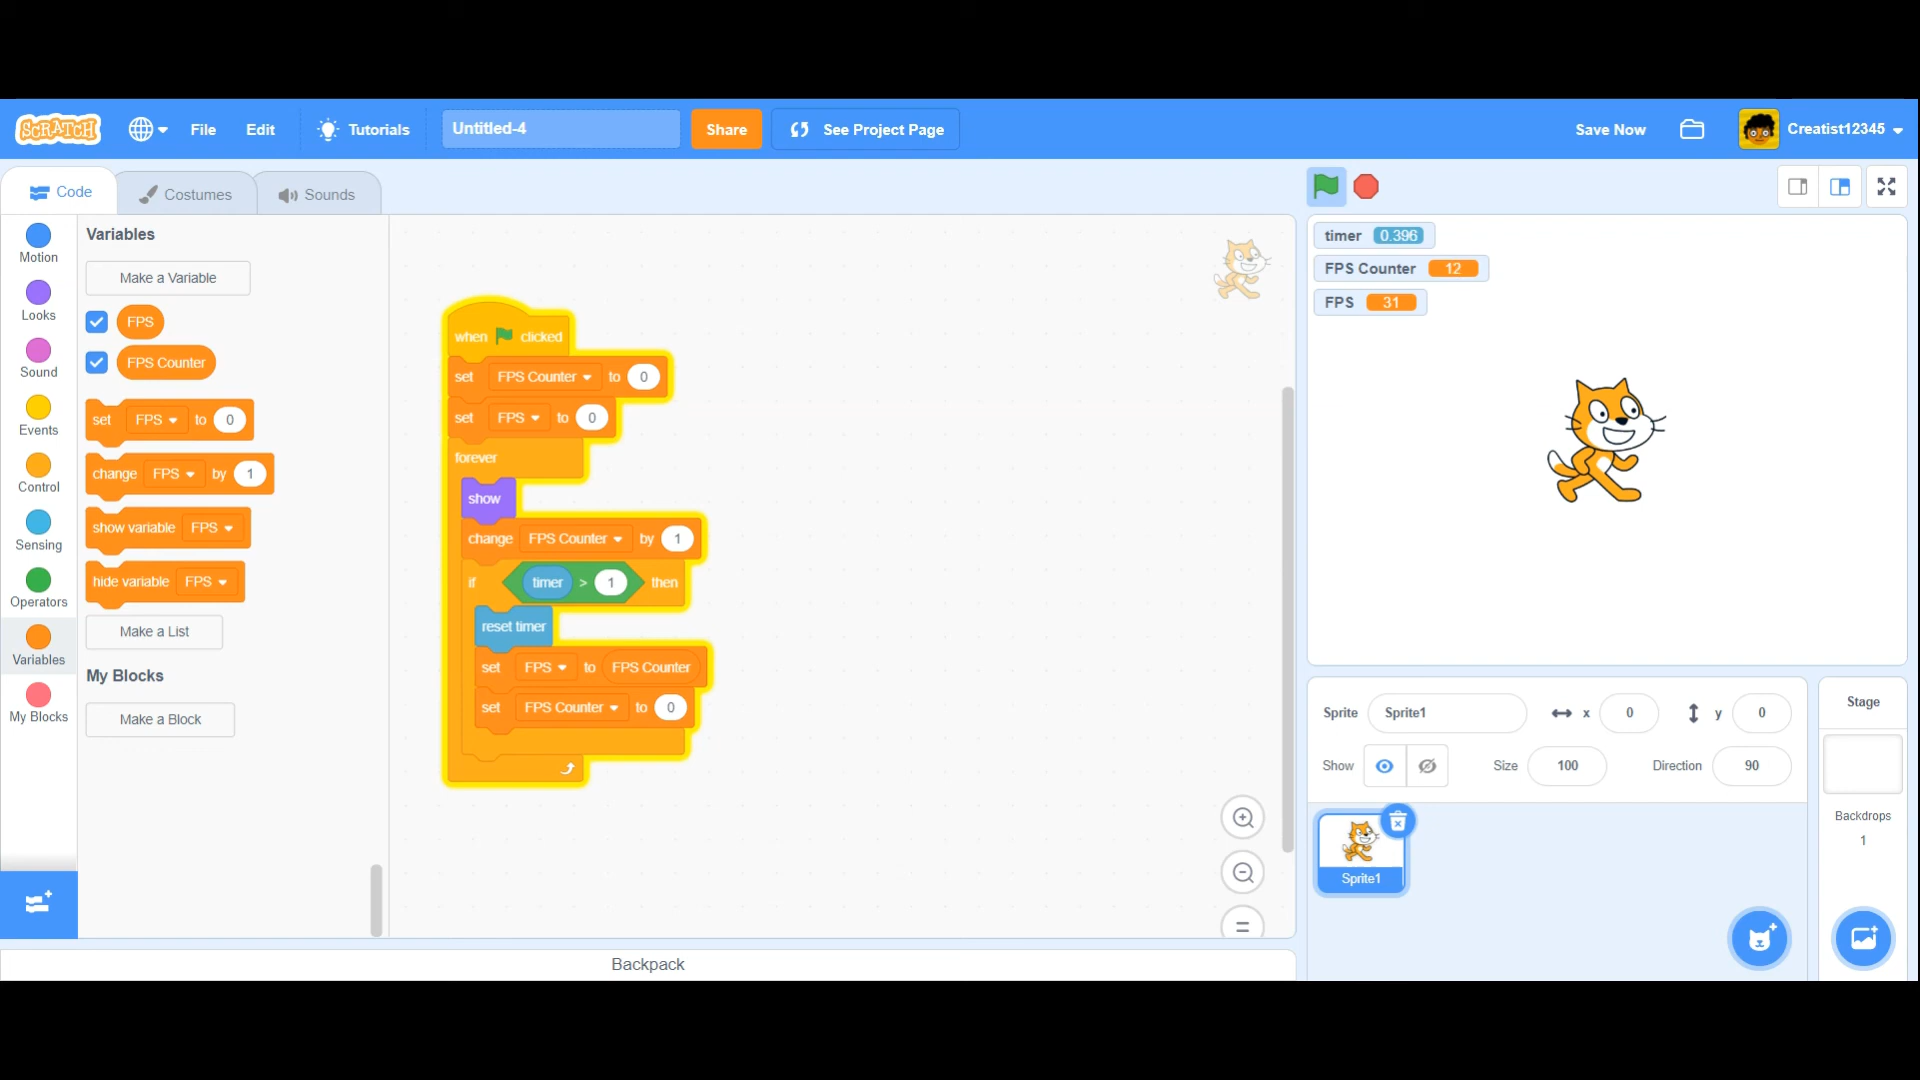 SCRATCH File Edit Tutorials Untitled-4 Share See Project Page Save Now Creatist12345
Code Costumes Sounds
Motion
Looks
Sound
Events
Control
Sensing
Operators
Variables
My Blocks
Variables
Make a Variable
FPS
FPS Counter
set FPS to 0
change FPS by 1
show variable FPS
hide variable FPS
Make a List
My Blocks
Make a Block
when clicked
set FPS Counter to 0
set FPS to 0
forever
show
change FPS Counter by 1
if timer > 1 then
reset timer
set FPS to FPS Counter
set FPS Counter to 0
Backpack
timer 0.396
FPS Counter 12
FPS 31
Sprite Sprite1 x 0 y 0
Show Size 100 Direction 90
Sprite1
Stage
Backdrops
1